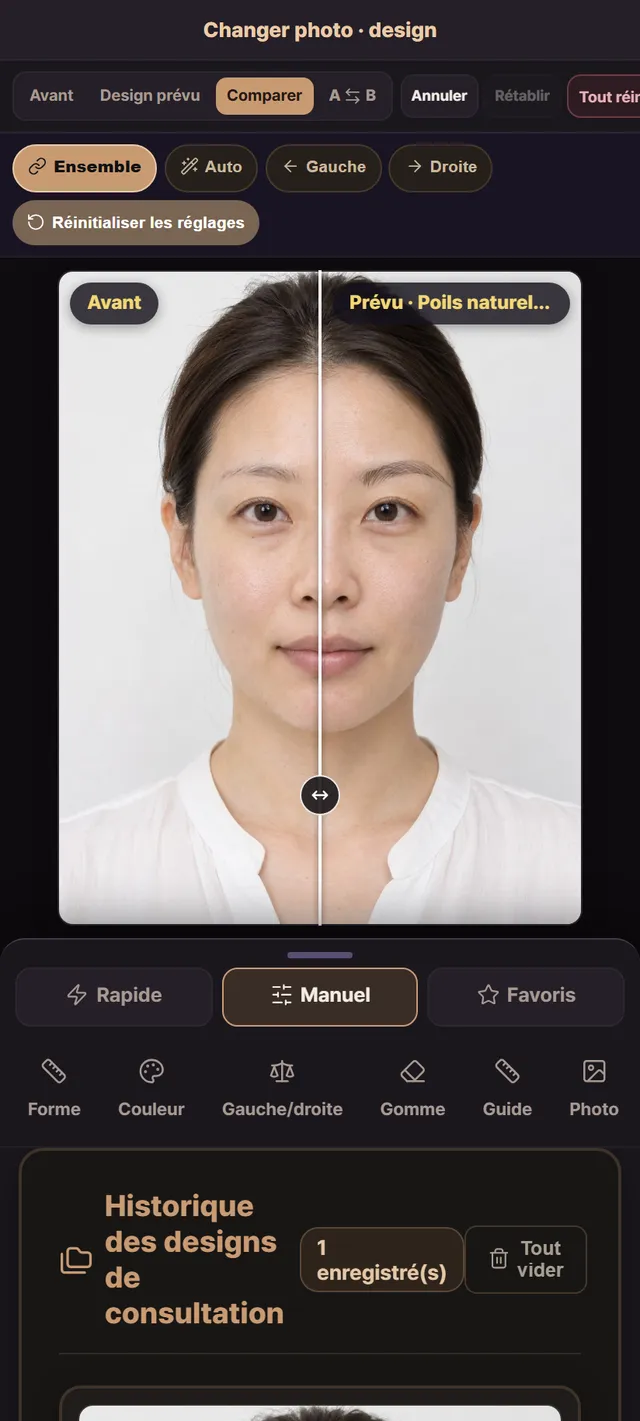 Changer photo · design
Avant Design prévu Comparer A ⇆ B Annuler Rétablir Tout réir
Ensemble Auto Gauche Droite
Réinitialiser les réglages
Avant Prévu · Poils naturel...
Rapide Manuel Favoris
Forme Couleur Gauche/droite Gomme Guide Photo
Historique
des designs
de
consultation
1
enregistré(s)
Tout
vider